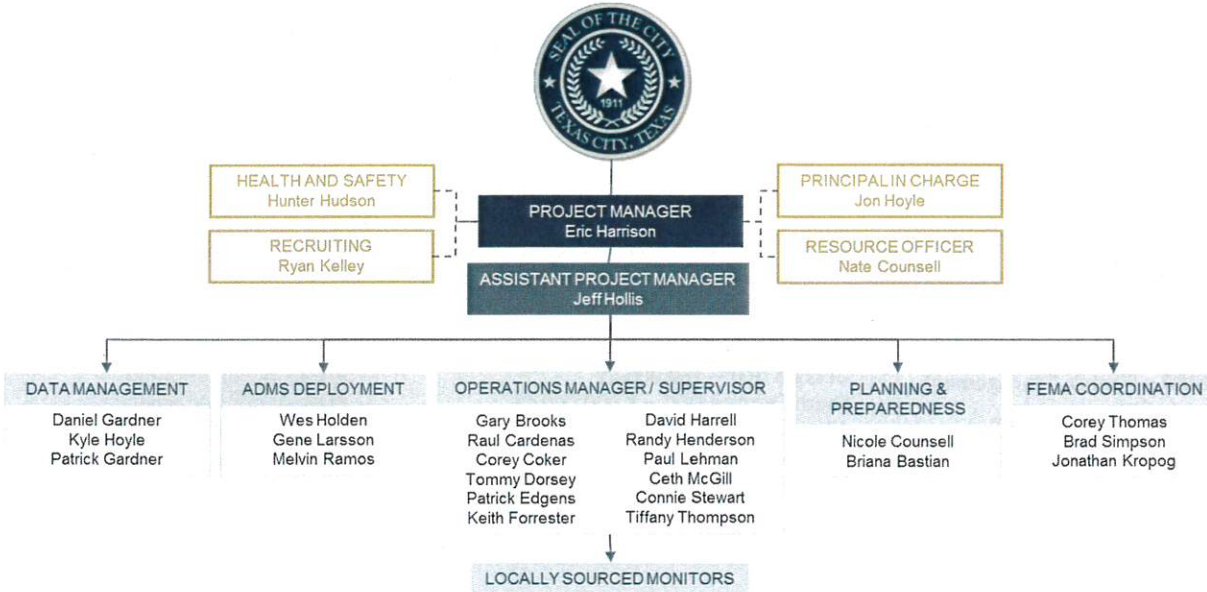 SEAL OF THE CITY
1911
TEXAS CITY, TEXAS
HEALTH AND SAFETY
Hunter Hudson
PRINCIPAL IN CHARGE
Jon Hoyle
PROJECT MANAGER
Eric Harrison
RECRUITING
Ryan Kelley
RESOURCE OFFICER
Nate Counsell
ASSISTANT PROJECT MANAGER
Jeff Hollis
DATA MANAGEMENT
Daniel Gardner
Kyle Hoyle
Patrick Gardner
ADMS DEPLOYMENT
Wes Holden
Gene Larsson
Melvin Ramos
OPERATIONS MANAGER / SUPERVISOR
Gary Brooks
Raul Cardenas
Corey Coker
Tommy Dorsey
Patrick Edgens
Keith Forrester
David Harrell
Randy Henderson
Paul Lehman
Ceth McGill
Connie Stewart
Tiffany Thompson
PLANNING &
PREPAREDNESS
Nicole Counsell
Briana Bastian
FEMA COORDINATION
Corey Thomas
Brad Simpson
Jonathan Kropog
LOCALLY SOURCED MONITORS